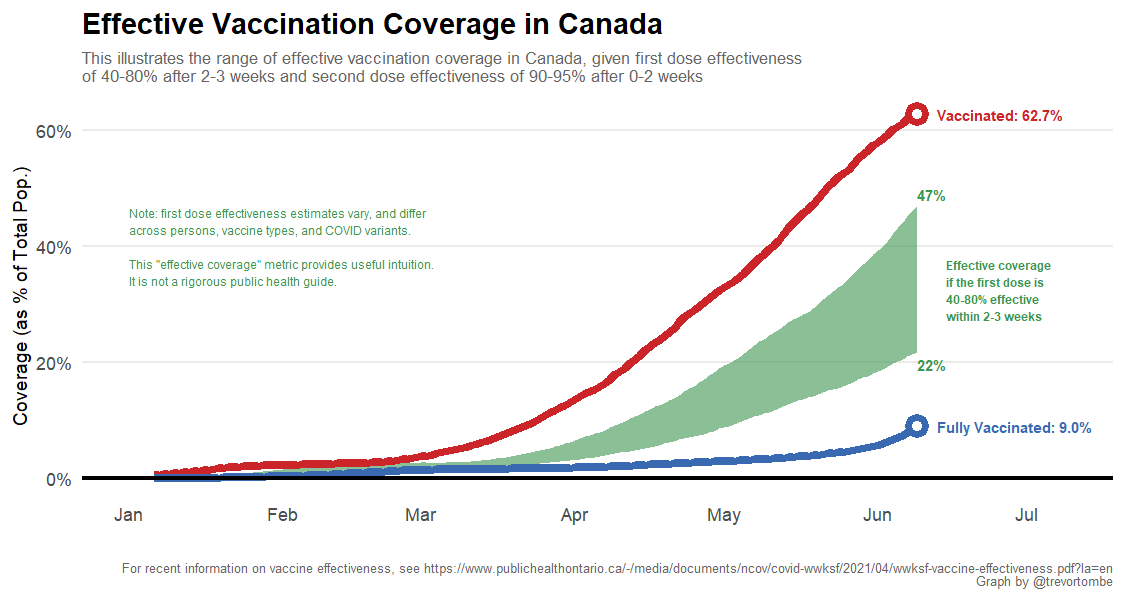 Effective Vaccination Coverage in Canada
This illustrates the range of effective vaccination coverage in Canada, given first dose effectiveness
of 40-80% after 2-3 weeks and second dose effectiveness of 90-95% after 0-2 weeks
Coverage (as % of Total Pop.)
60%
40%
20%
0%
Note: first dose effectiveness estimates vary, and differ
across persons, vaccine types, and COVID variants.
This "effective coverage" metric provides useful intuition.
It is not a rigorous public health guide.
Vaccinated: 62.7%
47%
Effective coverage
if the first dose is
40-80% effective
within 2-3 weeks
22%
Fully Vaccinated: 9.0%
Jan
Feb
Mar
Apr
May
Jun
Jul
For recent information on vaccine effectiveness, see https://www.publichealthontario.ca/-/media/documents/ncov/covid-wwksf/2021/04/wwksf-vaccine-effectiveness.pdf?la=en
Graph by @trevortombe